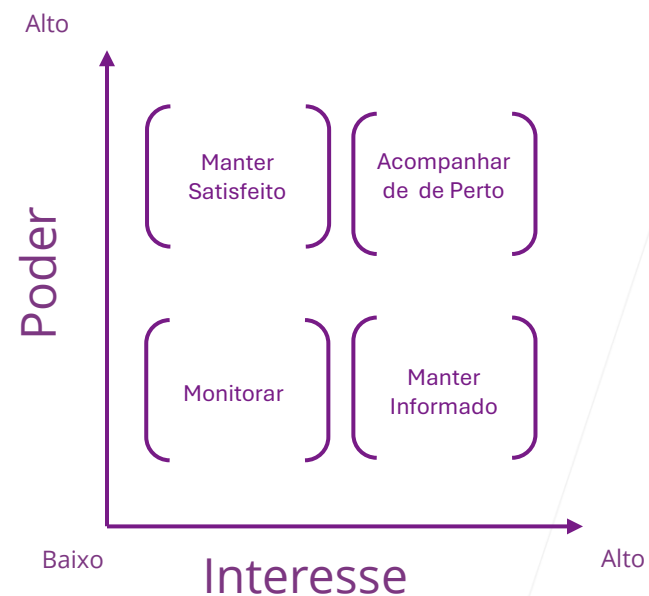 Alto
Manter
Satisfeito
Acompanhar
de de Perto
Poder
Monitorar
Manter
Informado
Baixo
Interesse
Alto